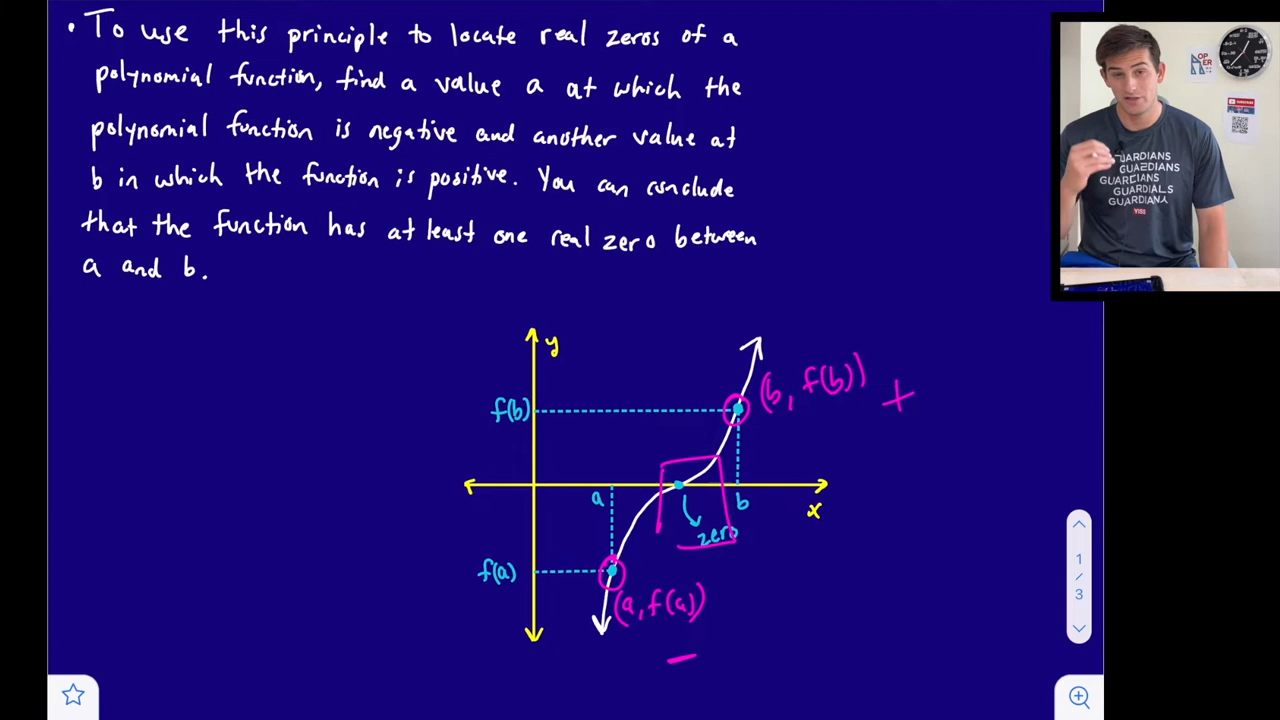 • To use this principle to locate real zeros of a
polynomial function, find a value a at which the
polynomial function is negative and another value at
b in which the function is positive. You can conclude
that the function has at least one real zero between
a and b.
y
(b, f(b)) +
f(b)
a
b
x
zero
f(a)
(a, f(a))
−
GUARDIANS
GUARDIANS
GUARDIANS
GUARDIANS
GUARDIANS
YISS
1
/
3